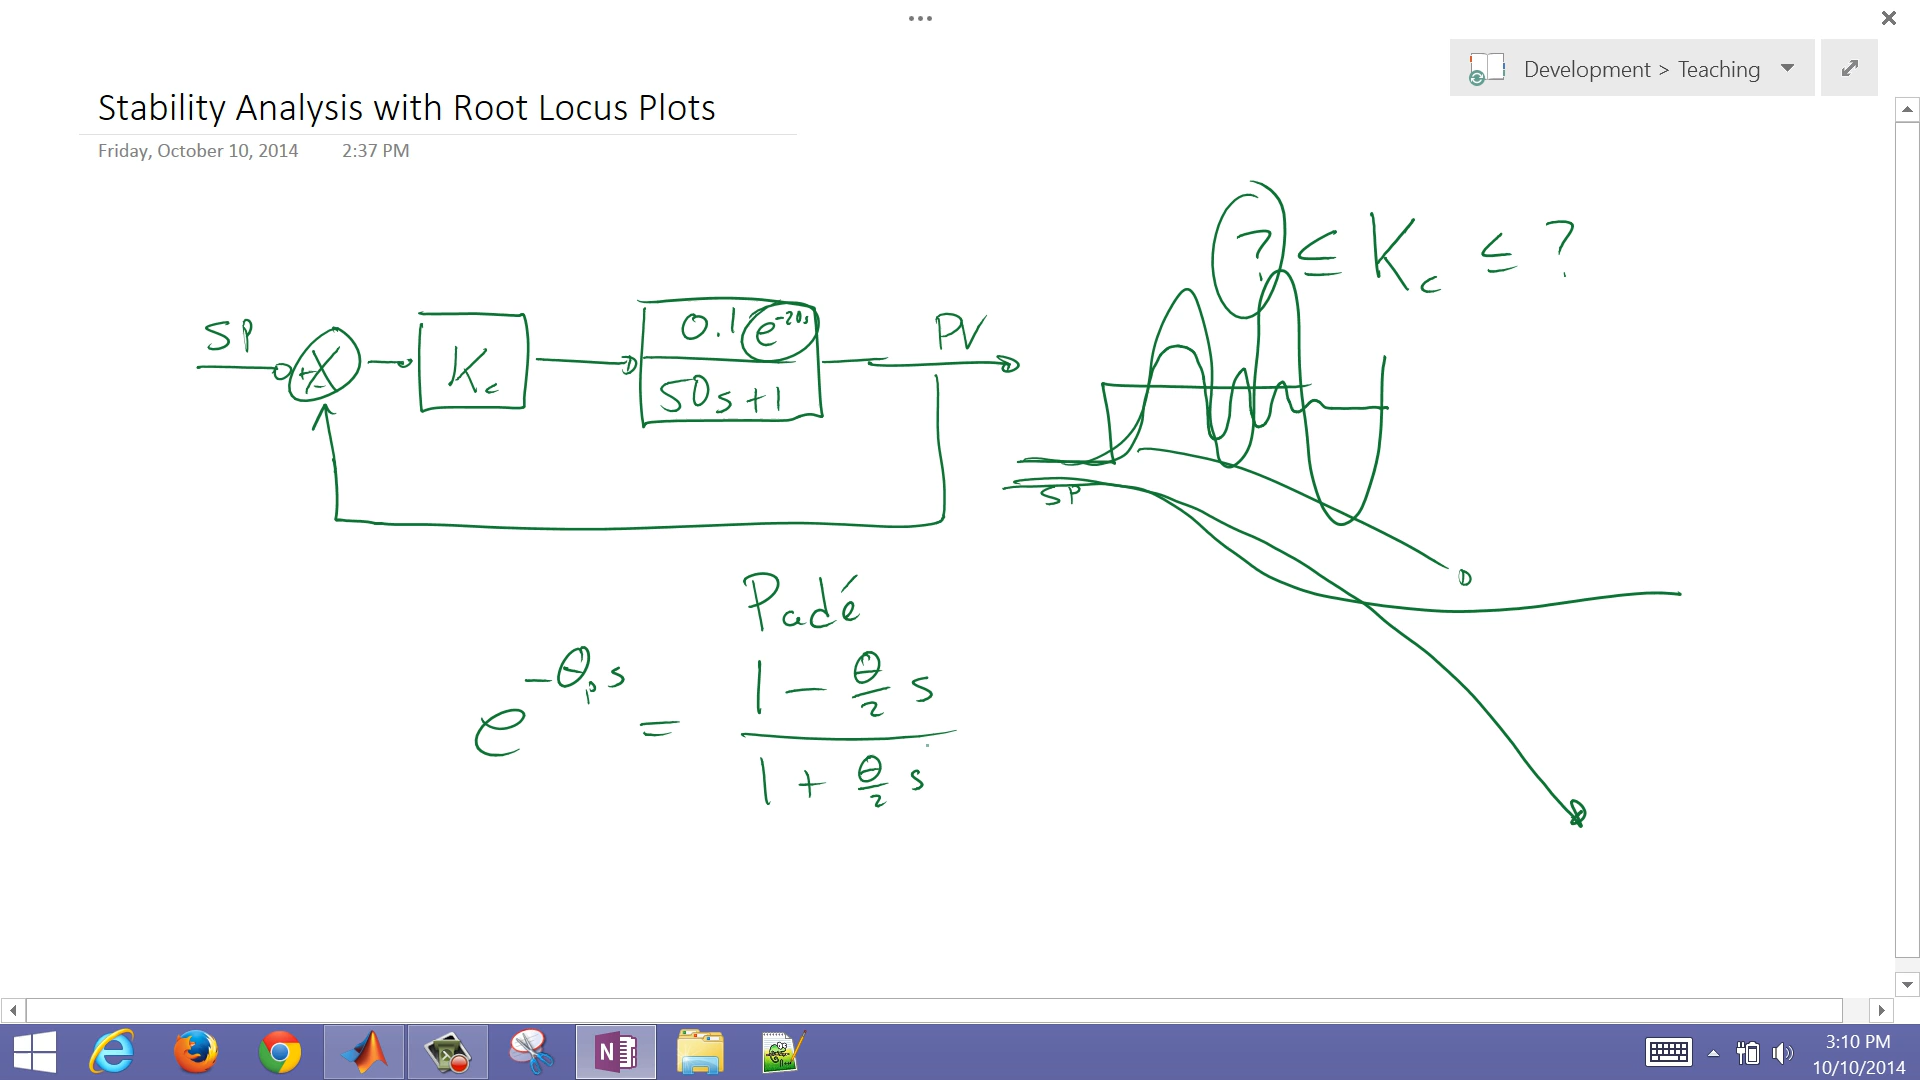 •••
Development > Teaching
Stability Analysis with Root Locus Plots
Friday, October 10, 2014 2:37 PM
? ≤ Kc ≤ ?
SP
+
-
Kc
0.1 e^-20s
50s+1
PV
SP
Padé
e^-θp s = 1 - θ/2 s
1 + θ/2 s
N
3:10 PM
10/10/2014